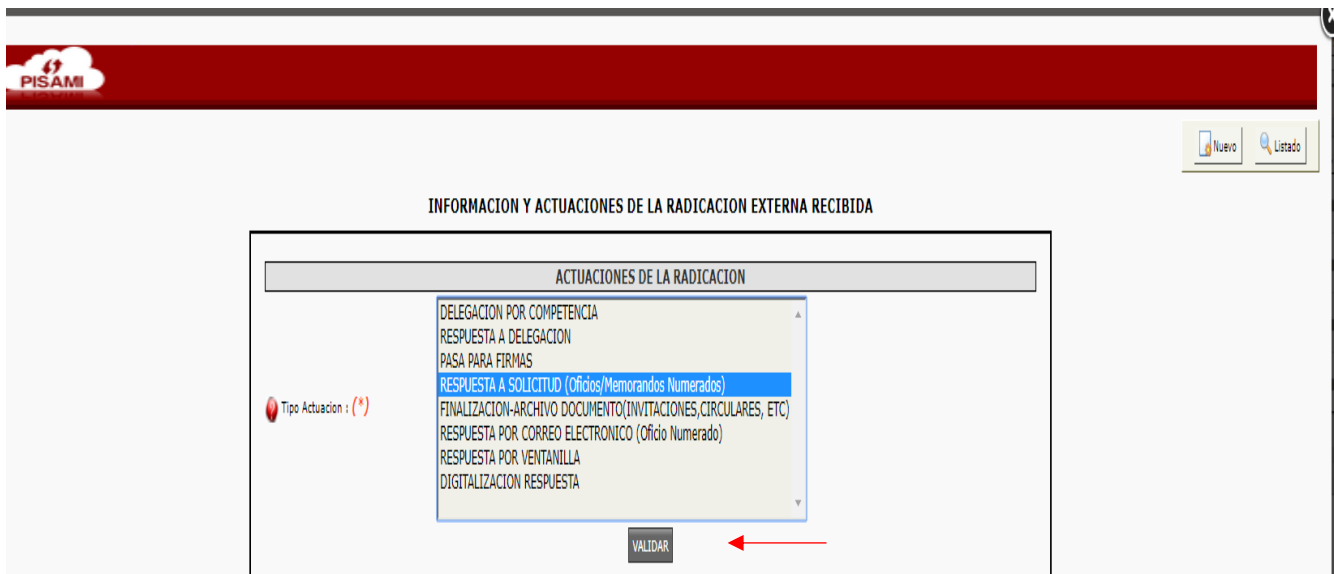 PISAMI
Nuevo
Listado
INFORMACION Y ACTUACIONES DE LA RADICACION EXTERNA RECIBIDA
ACTUACIONES DE LA RADICACION
DELEGACION POR COMPETENCIA
RESPUESTA A DELEGACION
PASA PARA FIRMAS
RESPUESTA A SOLICITUD (Oficios/Memorandos Numerados)
Tipo Actuacion : (*)
FINALIZACION-ARCHIVO DOCUMENTO(INVITACIONES,CIRCULARES, ETC)
RESPUESTA POR CORREO ELECTRONICO (Oficio Numerado)
RESPUESTA POR VENTANILLA
DIGITALIZACION RESPUESTA
VALIDAR